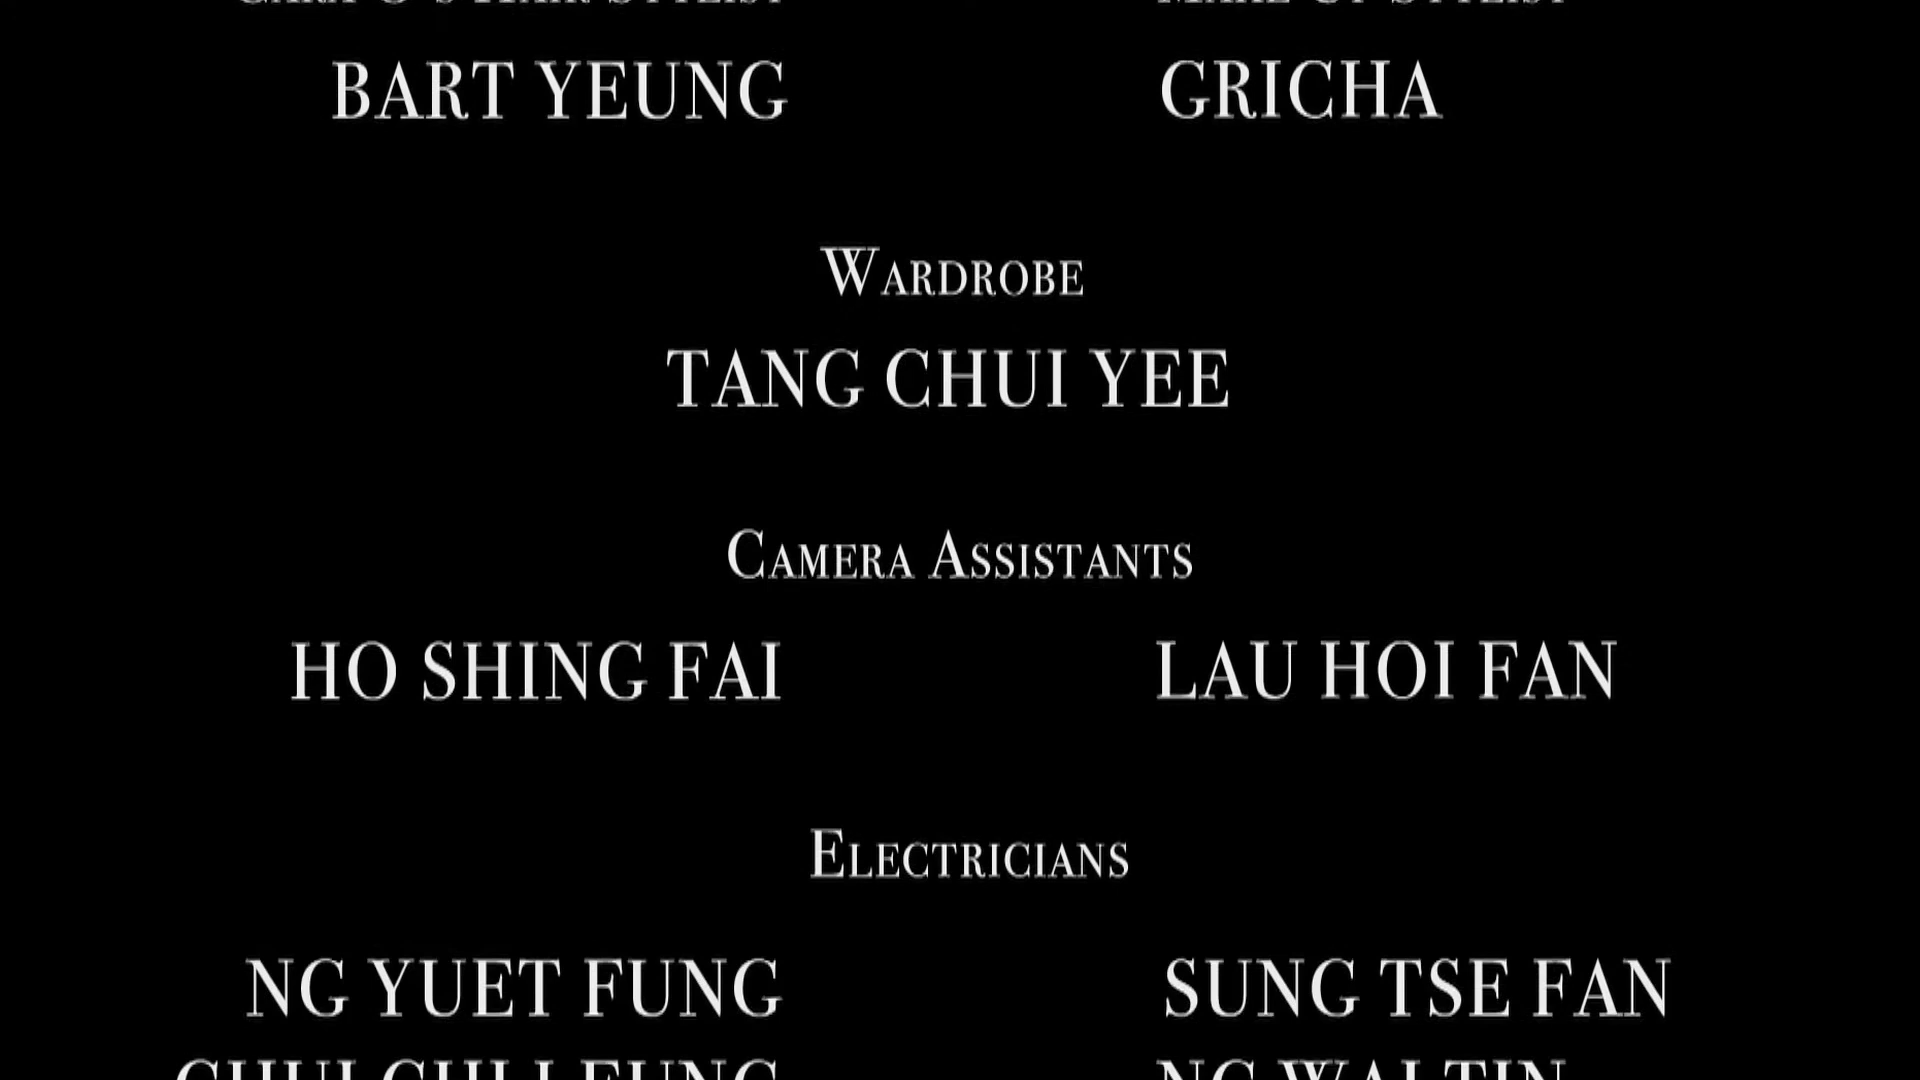 BART YEUNG GRICHA
WARDROBE
TANG CHUI YEE
CAMERA ASSISTANTS
HO SHING FAI LAU HOI FAN
ELECTRICIANS
NG YUET FUNG SUNG TSE FAN